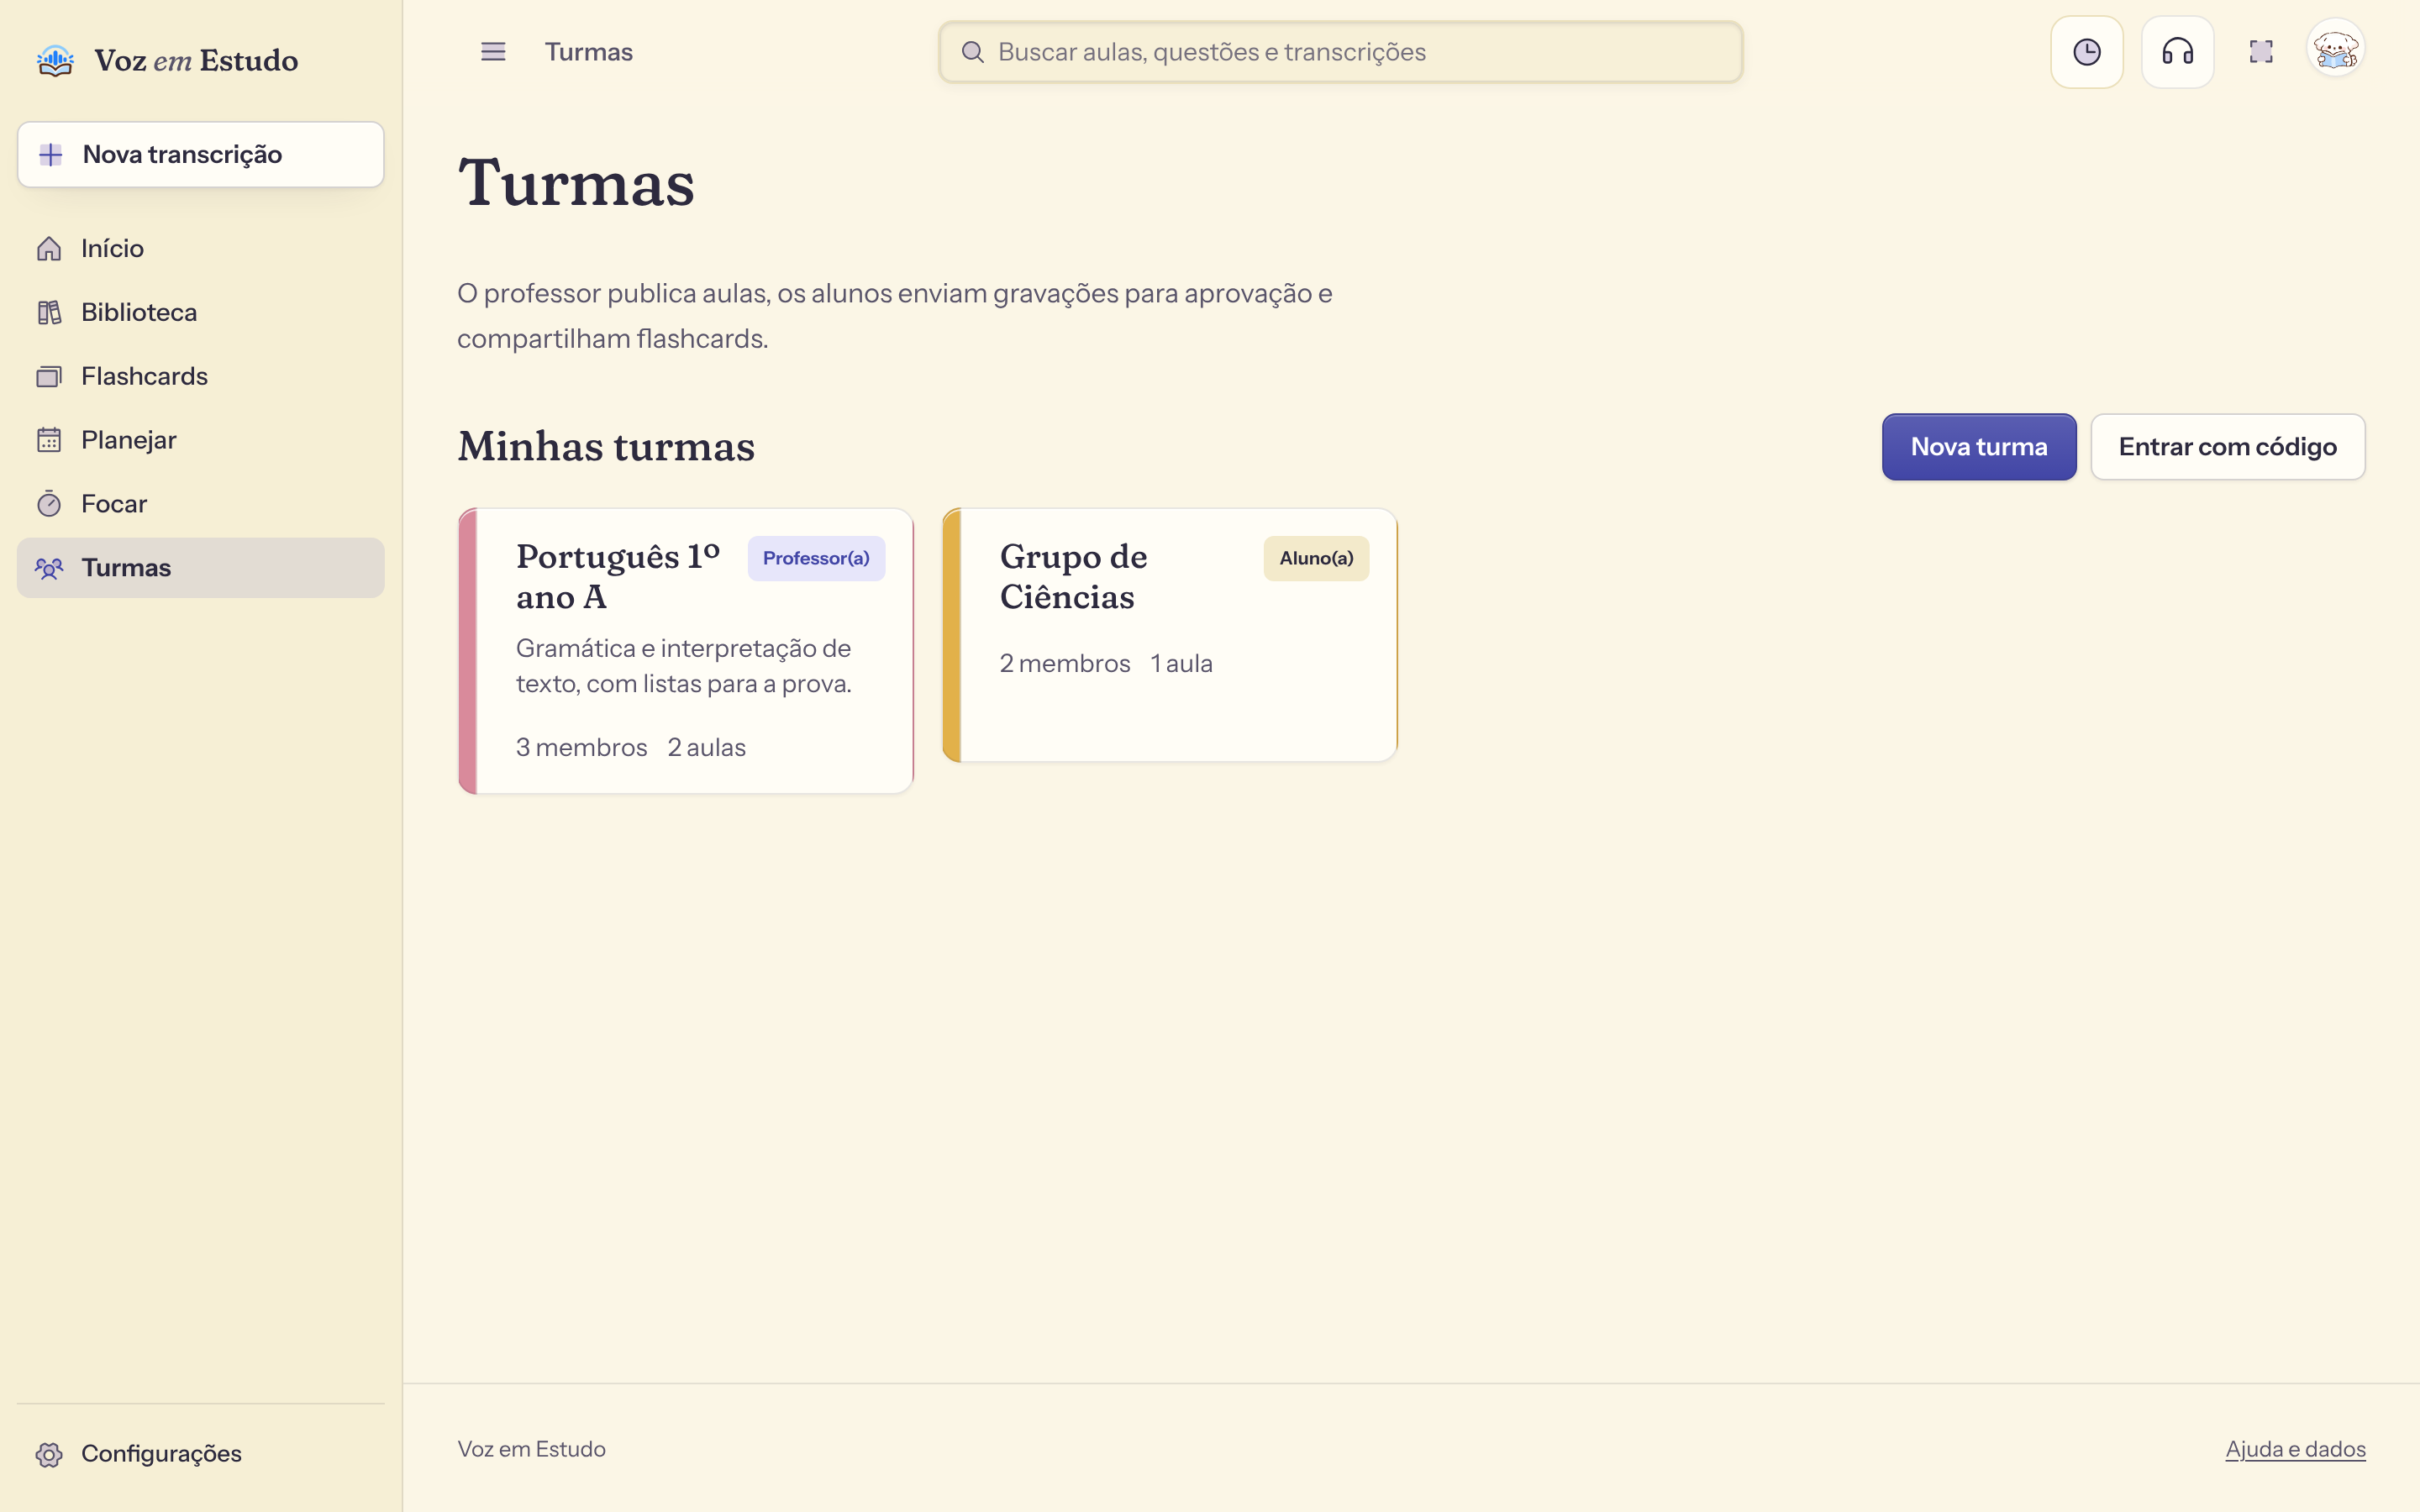 Voz em Estudo
Nova transcrição
Início
Biblioteca
Flashcards
Planejar
Focar
Turmas
Configurações
Turmas
Buscar aulas, questões e transcrições
Turmas
O professor publica aulas, os alunos enviam gravações para aprovação e
compartilham flashcards.
Minhas turmas
Nova turma
Entrar com código
Português 1º
ano A
Professor(a)
Gramática e interpretação de
texto, com listas para a prova.
3 membros 2 aulas
Grupo de
Ciências
Aluno(a)
2 membros 1 aula
Voz em Estudo
Ajuda e dados